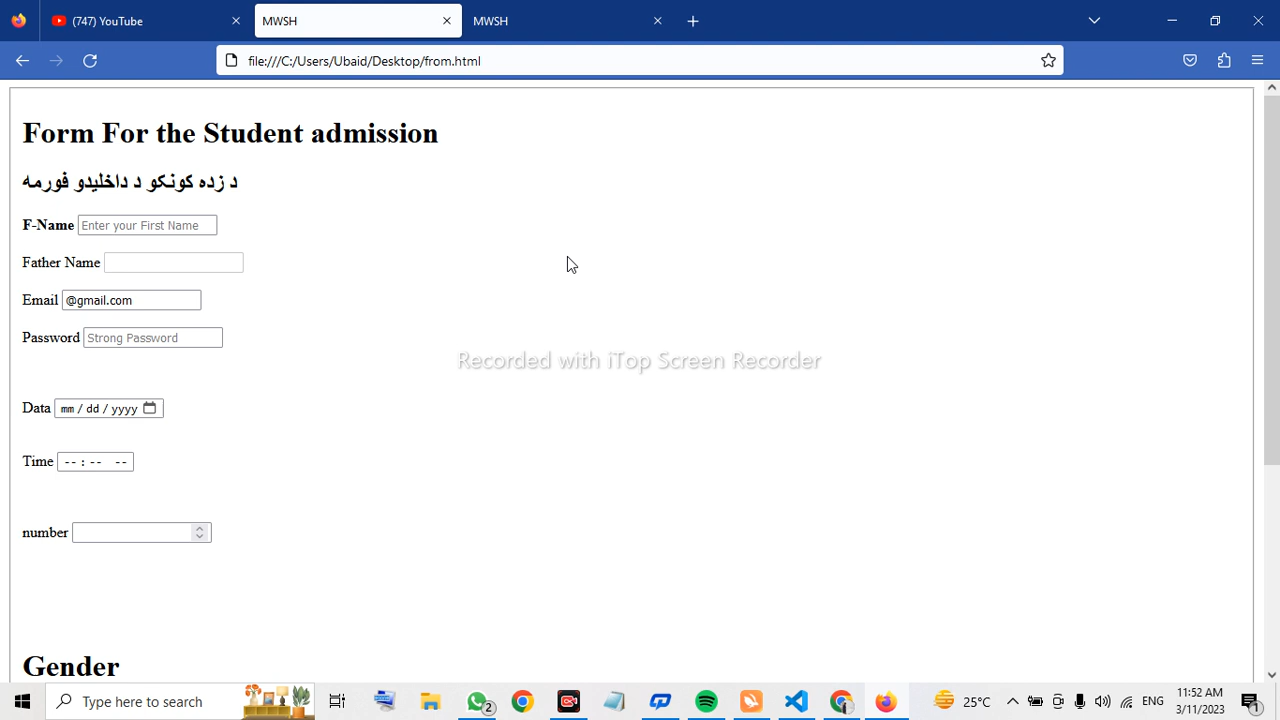 (747) YouTube
MWSH
MWSH
file:///C:/Users/Ubaid/Desktop/from.html
Form For the Student admission
د زده کونکو د داخلیدو فورمه
F-Name Enter your First Name
Father Name
Email @gmail.com
Password Strong Password
Recorded with iTop Screen Recorder
Data mm / dd / yyyy
Time -- : -- --
number
Gender
Type here to search
2
25°C
ENG
11:52 AM
3/11/2023
1